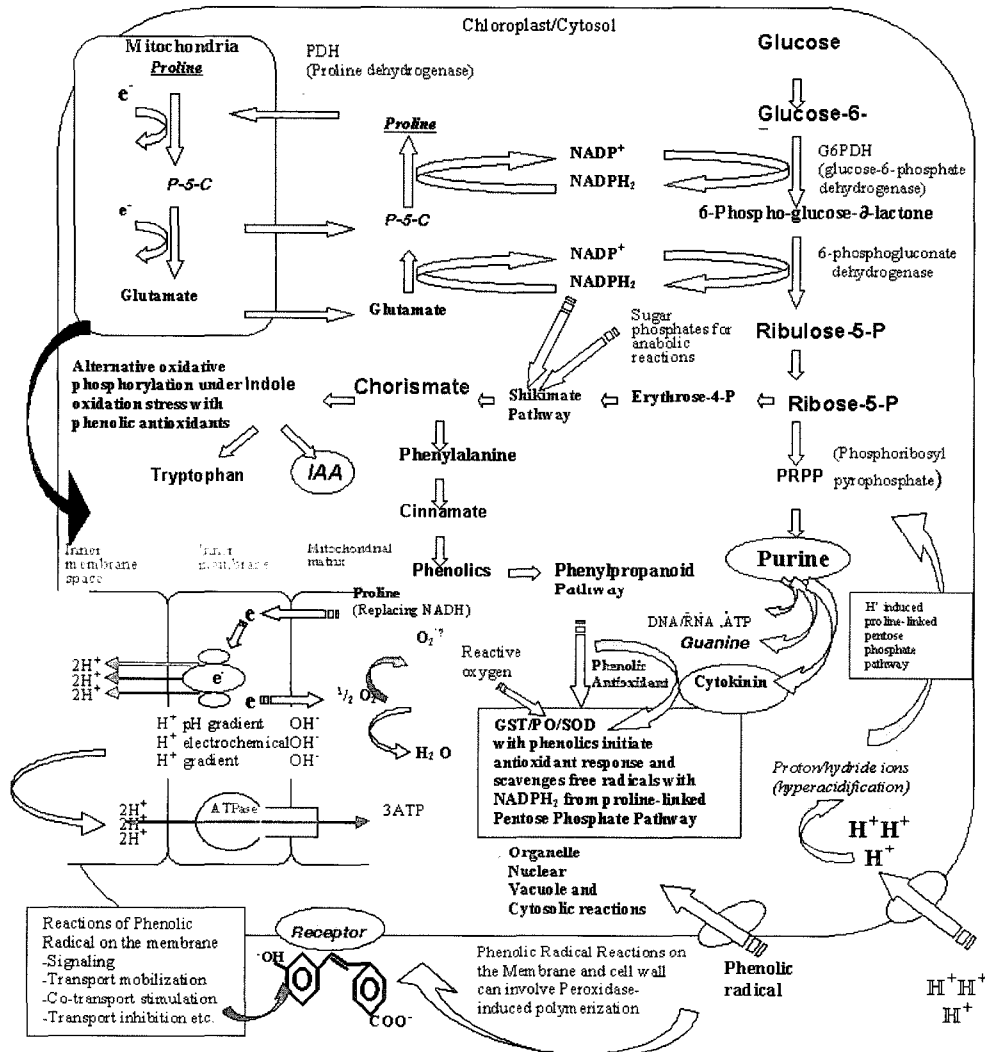 Chloroplast/Cytosol
Mitochondria
Proline
e⁻
P-5-C
e⁻
Glutamate
PDH
(Proline dehydrogenase)
Proline
P-5-C
Glutamate
NADP⁺
NADPH₂
NADP⁺
NADPH₂
Glucose
Glucose-6-
G6PDH
(glucose-6-phosphate
dehydrogenase)
6-Phospho-glucose-∂-lactone
6-phosphogluconate
dehydrogenase
Ribulose-5-P
Sugar
phosphates for
anabolic
reactions
Alternative oxidative
phosphorylation under
oxidation stress with
phenolic antioxidants
Indole
Chorismate
Shikimate
Pathway
Erythrose-4-P
Ribose-5-P
Tryptophan
IAA
Phenylalanine
Cinnamate
Phenolics
Phenylpropanoid
Pathway
PRPP
(Phosphoribosyl
pyrophosphate)
Purine
DNA/RNA ATP
Guanine
Cytokinin
H⁺ induced
proline-linked
pentose
phosphate
pathway
Inner
membrane
space
Inner
membrane
Mitochondrial
matrix
Proline
(Replacing NADH)
e
2H⁺
2H⁺
2H⁺
e⁻
e
½ O₂
O₂⁻?
H₂O
H⁺ pH gradient OH⁻
H⁺ electrochemical OH⁻
H⁺ gradient OH⁻
2H⁺
2H⁺
2H⁺
ATPase
3ATP
Reactive
oxygen
Phenolic
Antioxidant
GST/PO/SOD
with phenolics initiate
antioxidant response and
scavenges free radicals with
NADPH₂ from proline-linked
Pentose Phosphate Pathway
Organelle
Nuclear
Vacuole and
Cytosolic reactions
Proton/hydride ions
(hyperacidification)
H⁺H⁺
H⁺
Reactions of Phenolic
Radical on the membrane
-Signaling
-Transport mobilization
-Co-transport stimulation
-Transport inhibition etc.
Receptor
·OH
COO⁻
Phenolic Radical Reactions on
the Membrane and cell wall
can involve Peroxidase-
induced polymerization
Phenolic
radical
H⁺H⁺
H⁺